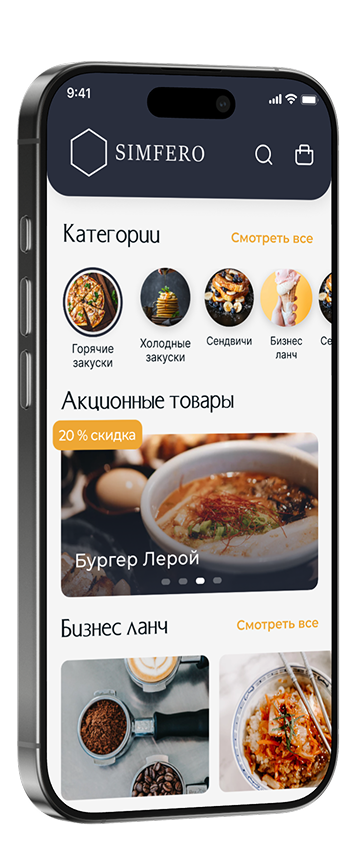 9:41
SIMFERO
Категории
Смотреть все
Горячие
закуски
Холодные
закуски
Сендвичи
Бизнес
ланч
Се
Акционные товары
20 % скидка
Бургер Лерой
Бизнес ланч
Смотреть все